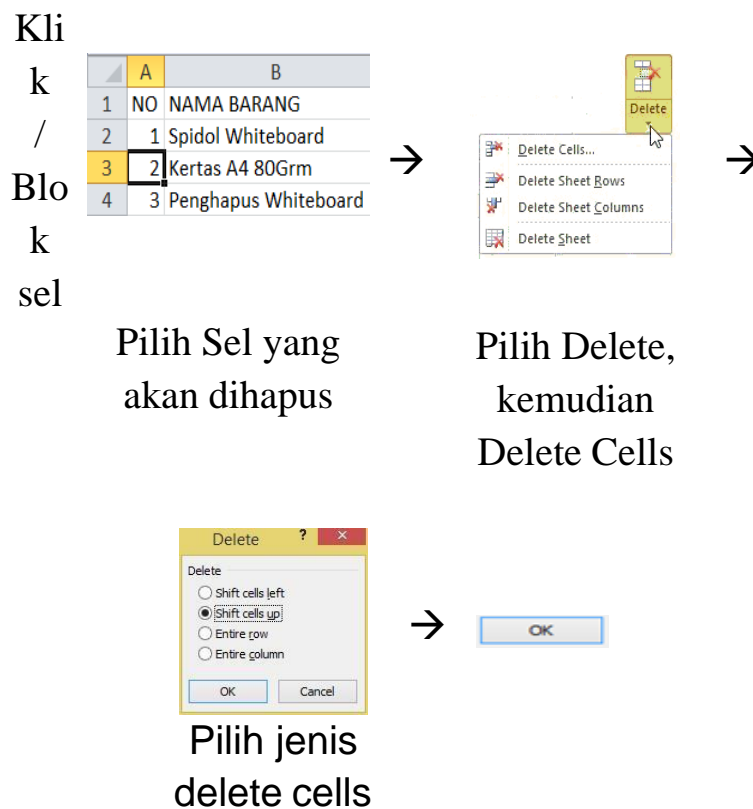 Kli
k
/
Blo
k
sel
A B
1 NO NAMA BARANG
2 1 Spidol Whiteboard
3 2 Kertas A4 80Grm
4 3 Penghapus Whiteboard
→
Delete
Delete Cells...
Delete Sheet Rows
Delete Sheet Columns
Delete Sheet
→
Pilih Sel yang
akan dihapus
Pilih Delete,
kemudian
Delete Cells
Delete ? ×
Delete
Shift cells left
Shift cells up
Entire row
Entire column
OK Cancel
→
OK
Pilih jenis
delete cells